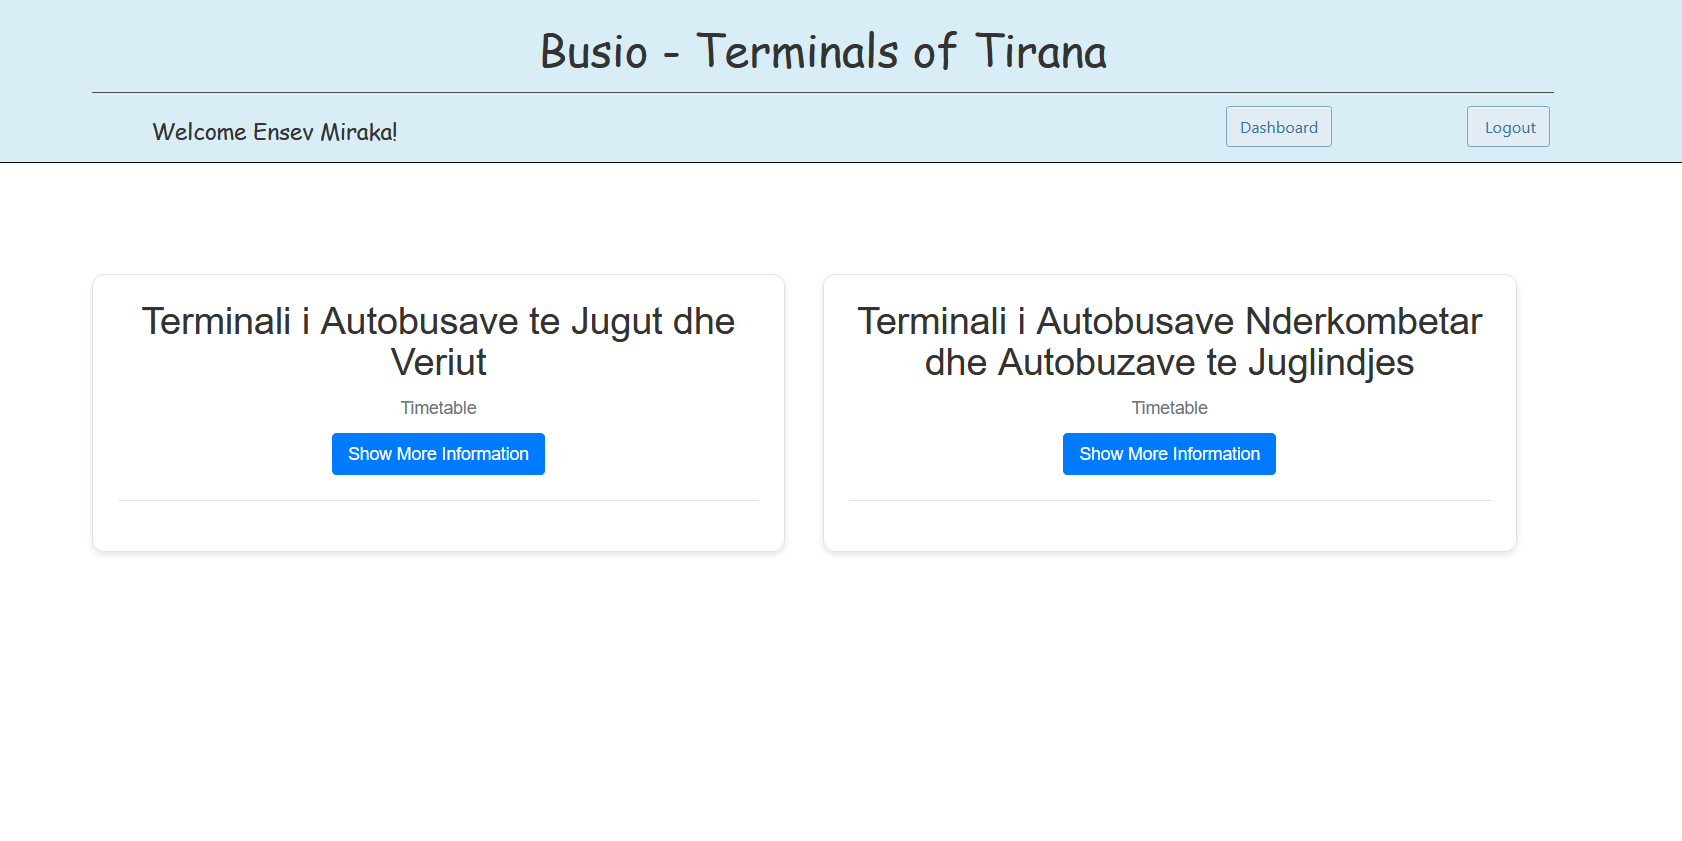 Busio - Terminals of Tirana
Welcome Ensev Miraka!
Dashboard
Logout
Terminali i Autobusave te Jugut dhe
Veriut
Timetable
Show More Information
Terminali i Autobusave Nderkombetar
dhe Autobuzave te Juglindjes
Timetable
Show More Information